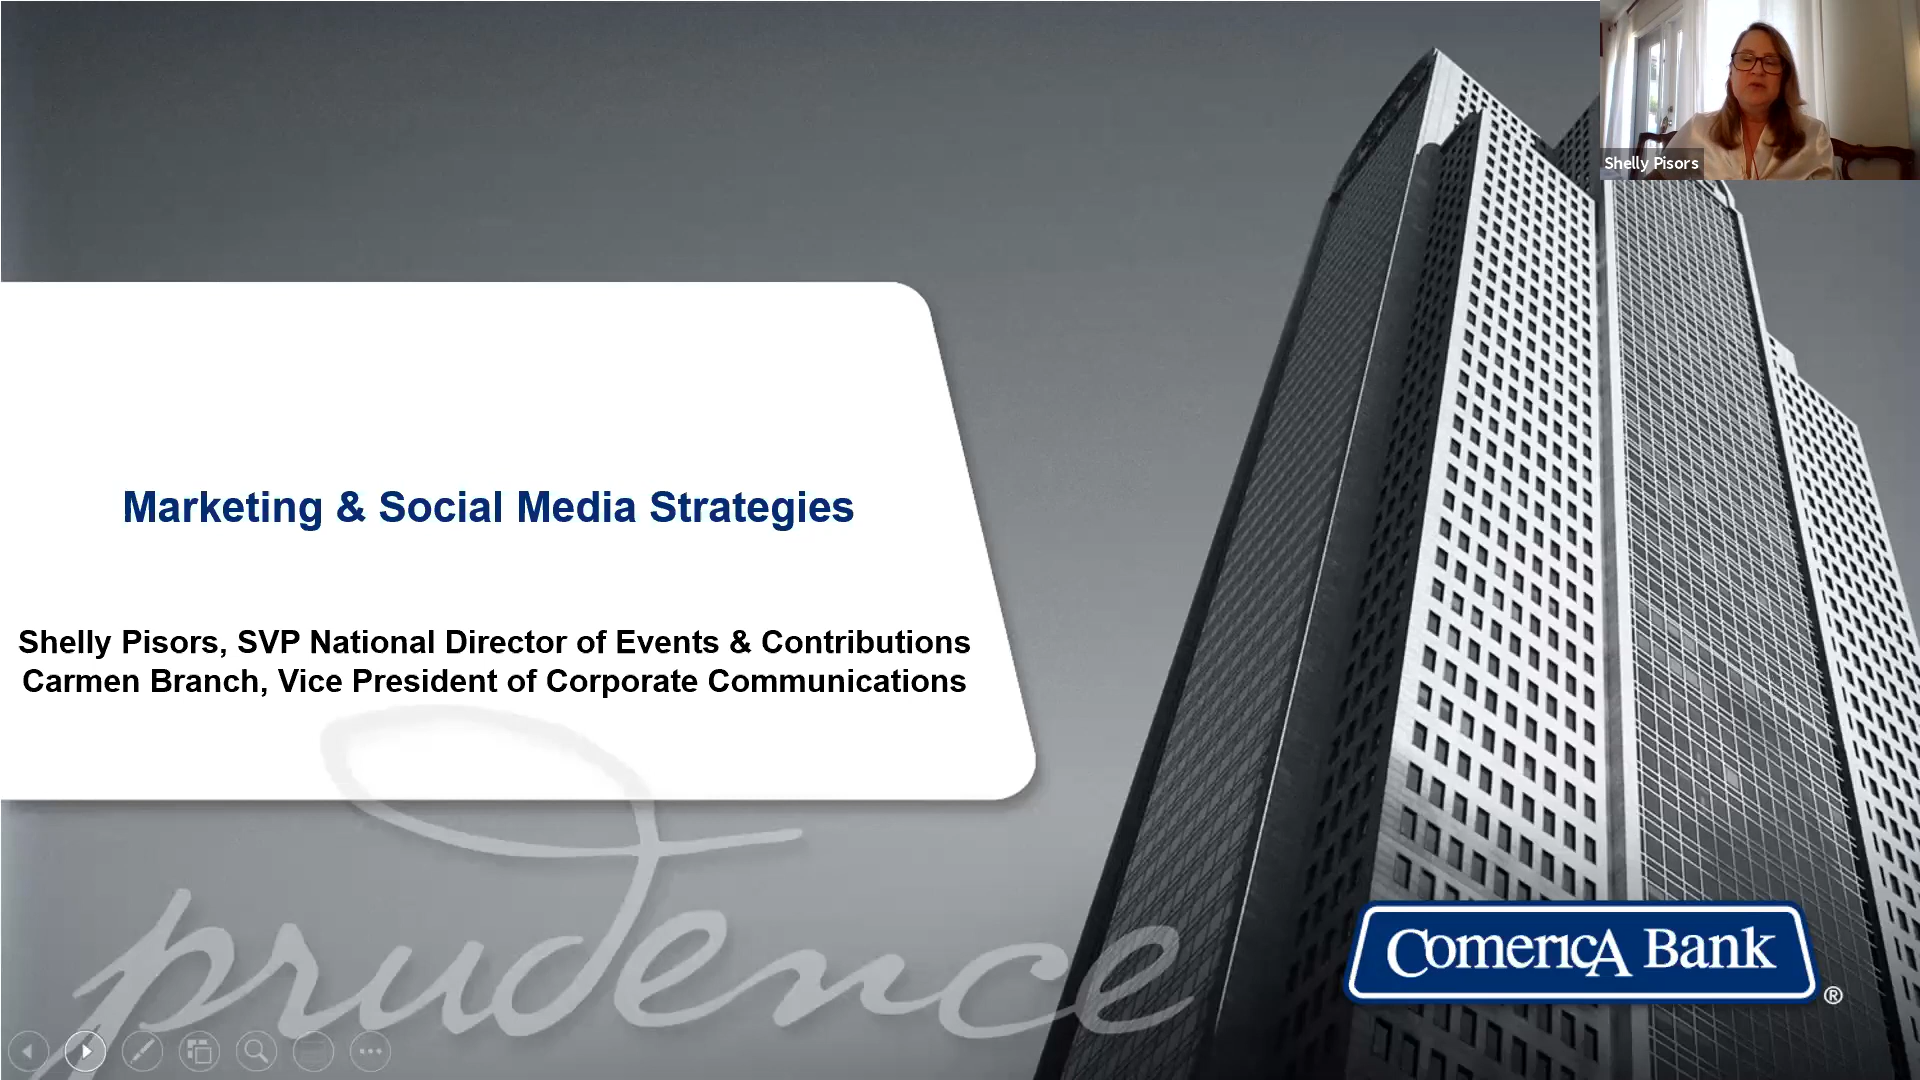 Shelly Pisors
Marketing & Social Media Strategies
Shelly Pisors, SVP National Director of Events & Contributions
Carmen Branch, Vice President of Corporate Communications
prudence
ComericA Bank
®